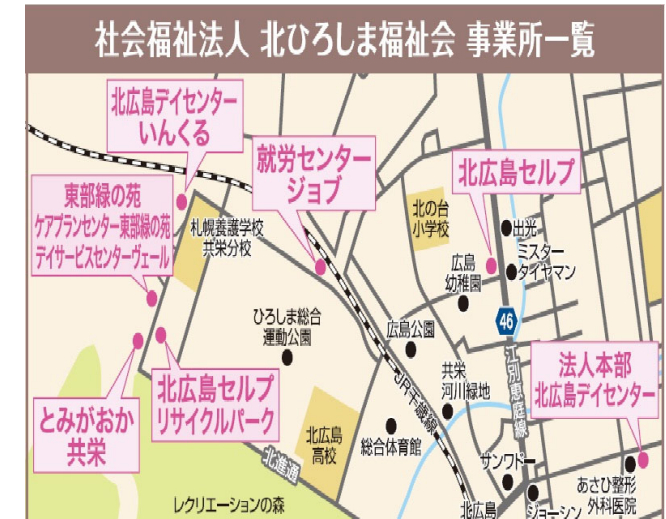 社会福祉法人 北ひろしま福祉会 事業所一覧
北広島デイセンター
いんくる
就労センター
ジョブ
北広島セルプ
東部緑の苑
ケアプランセンター東部緑の苑
デイサービスセンターヴェール
札幌養護学校
共栄分校
北の台
小学校
出光
ミスター
タイヤマン
広島
幼稚園
ひろしま総合
運動公園
広島公園
46
江別恵庭線
法人本部
北広島デイセンター
とみがおか
共栄
北広島セルプ
リサイクルパーク
JR千歳線
共栄
河川緑地
北広島
高校
総合体育館
北進通
サンワドー
あさひ整形
外科医院
レクリエーションの森
北広島
ジョーシン